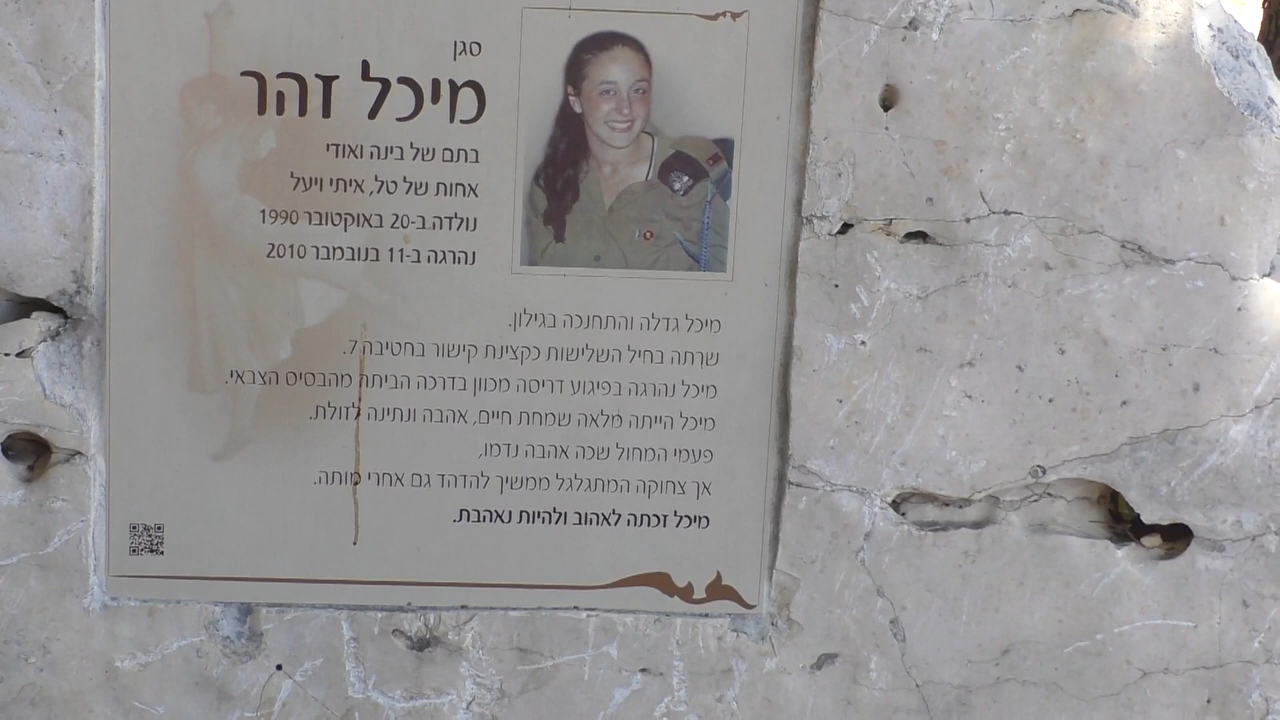 סגן
מיכל זהר
בתם של בינה ואודי
אחות של טל, איתי ויעל
נולדה ב-20 באוקטובר 1990
נהרגה ב-11 בנובמבר 2010
מיכל גדלה והתחנכה בגילון.
שרתה בחיל השלישות כקצינת קישור בחטיבה 7.
מיכל נהרגה בפיגוע דריסה מכוון בדרכה הביתה מהבסיס הצבאי.
מיכל הייתה מלאה שמחת חיים, אהבה ונתינה לזולת.
פעמי המחול שכה אהבה נדמו,
אך צחוקה המתגלגל ממשיך להדהד גם אחרי מותה.
מיכל זכתה לאהוב ולהיות נאהבת.